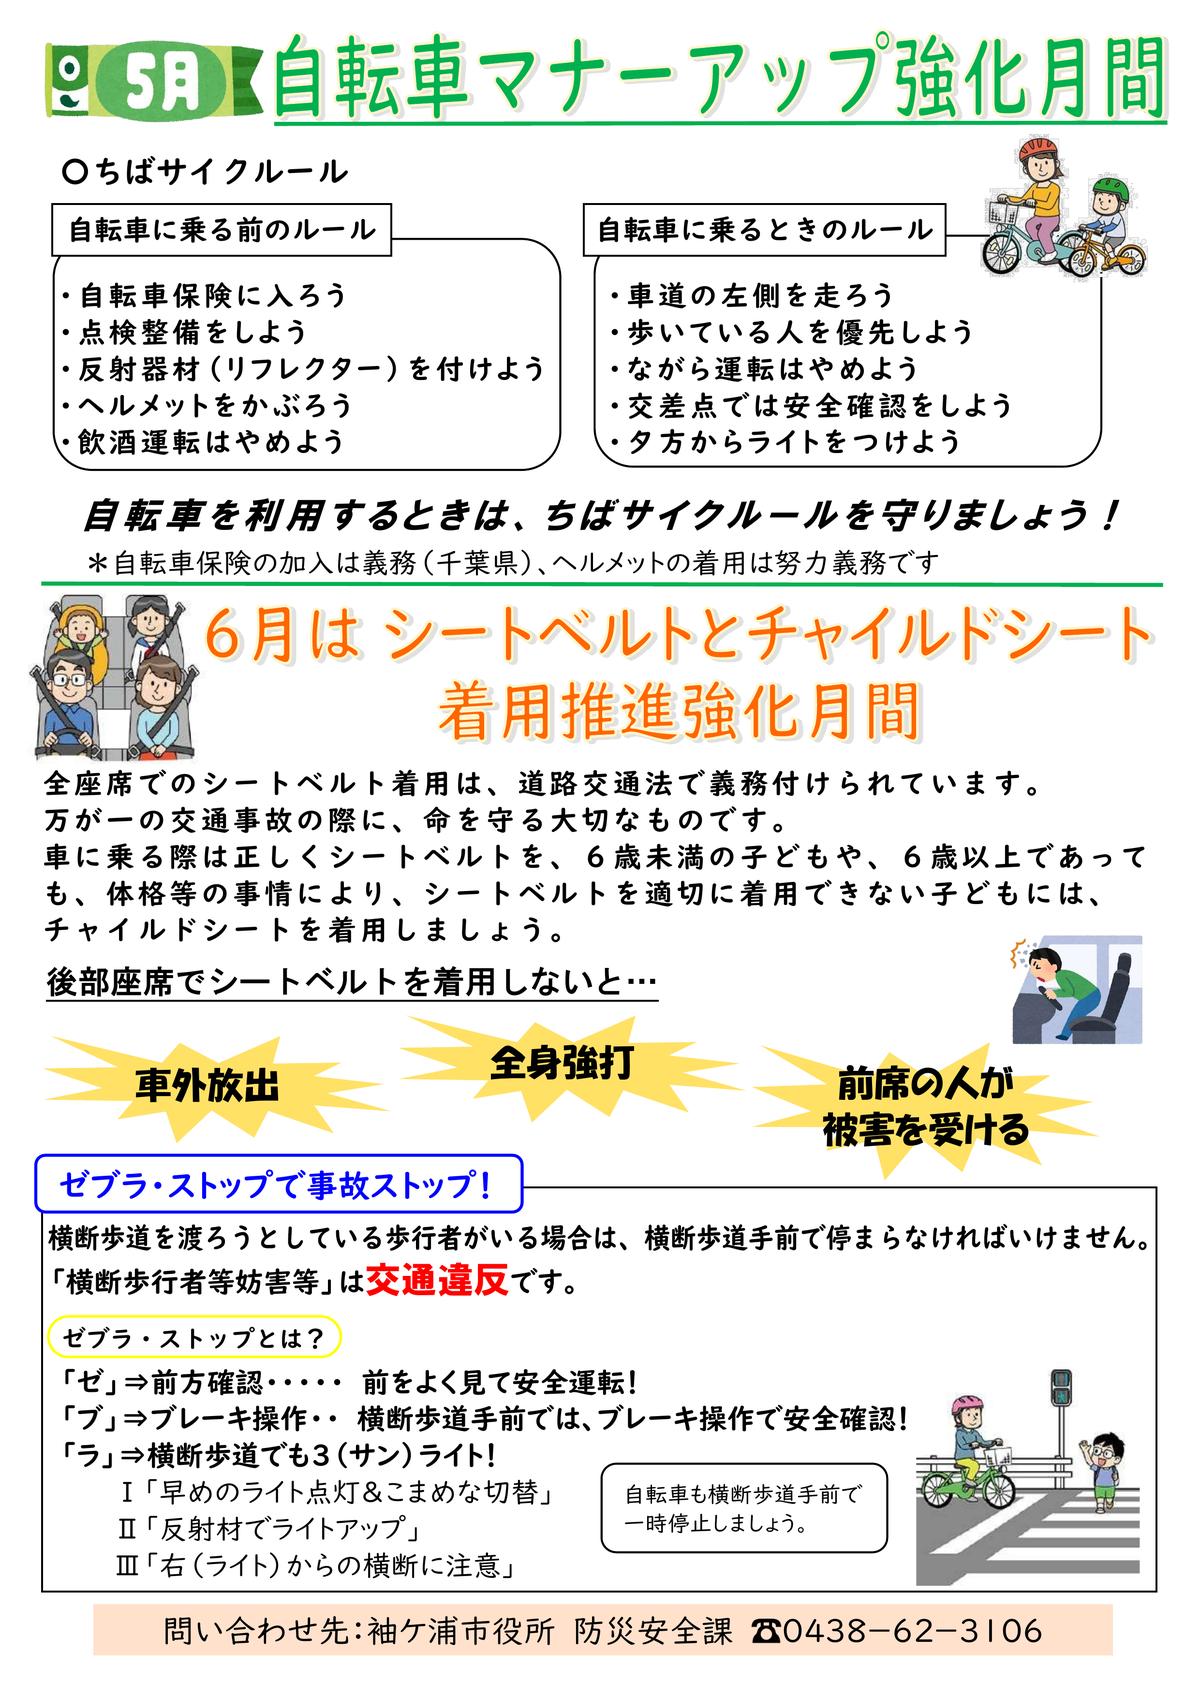 5月
自転車マナーアップ強化月間
〇ちばサイクルール
自転車に乗る前のルール
・自転車保険に入ろう
・点検整備をしよう
・反射器材（リフレクター）を付けよう
・ヘルメットをかぶろう
・飲酒運転はやめよう
自転車に乗るときのルール
・車道の左側を走ろう
・歩いている人を優先しよう
・ながら運転はやめよう
・交差点では安全確認をしよう
・夕方からライトをつけよう
自転車を利用するときは、ちばサイクルールを守りましょう！
＊自転車保険の加入は義務（千葉県）、ヘルメットの着用は努力義務です
６月は シートベルトとチャイルドシート
着用推進強化月間
全座席でのシートベルト着用は、道路交通法で義務付けられています。
万が一の交通事故の際に、命を守る大切なものです。
車に乗る際は正しくシートベルトを、６歳未満の子どもや、６歳以上であって
も、体格等の事情により、シートベルトを適切に着用できない子どもには、
チャイルドシートを着用しましょう。
後部座席でシートベルトを着用しないと…
車外放出
全身強打
前席の人が
被害を受ける
ゼブラ・ストップで事故ストップ！
横断歩道を渡ろうとしている歩行者がいる場合は、横断歩道手前で停まらなければいけません。
「横断歩行者等妨害等」は交通違反です。
ゼブラ・ストップとは？
「ゼ」⇒前方確認・・・・・ 前をよく見て安全運転！
「ブ」⇒ブレーキ操作・・ 横断歩道手前では、ブレーキ操作で安全確認！
「ラ」⇒横断歩道でも３（サン）ライト！
Ⅰ「早めのライト点灯＆こまめな切替」
Ⅱ「反射材でライトアップ」
Ⅲ「右（ライト）からの横断に注意」
自転車も横断歩道手前で
一時停止しましょう。
問い合わせ先：袖ケ浦市役所 防災安全課 ☎0438－62－3106